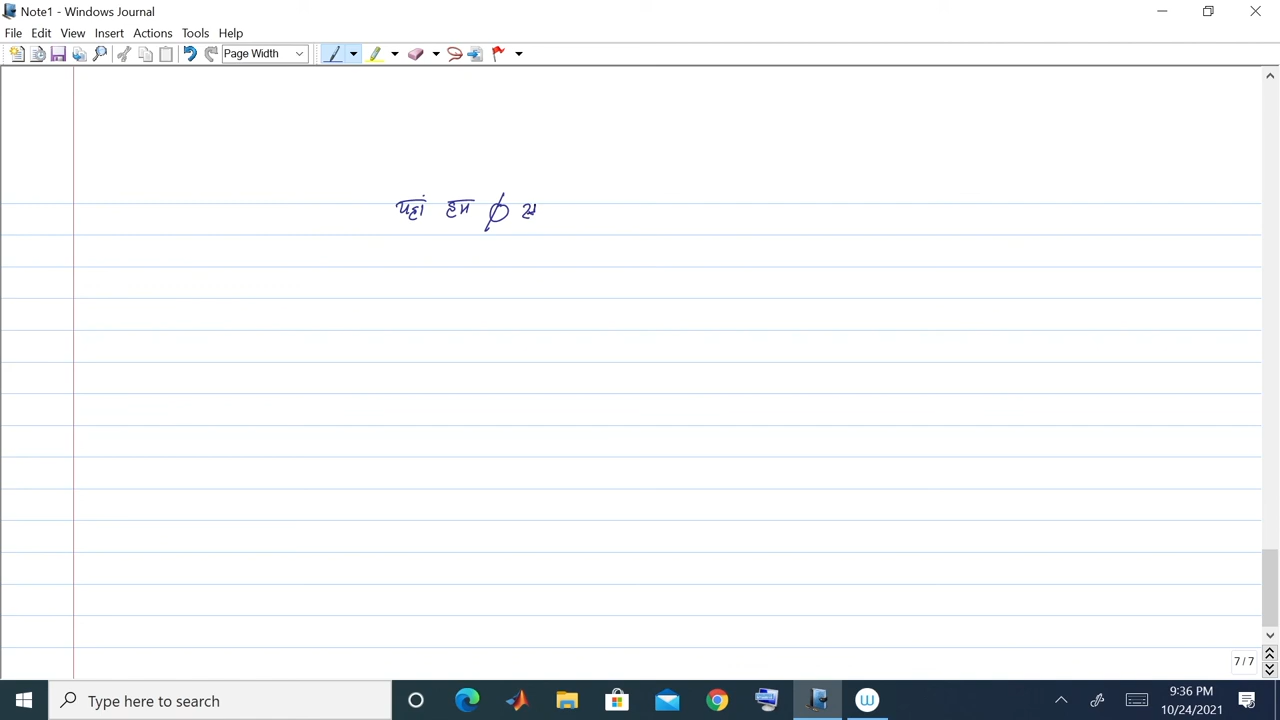 Note1 - Windows Journal
File Edit View Insert Actions Tools Help
Page Width
यहां हम ϕ
7 / 7
Type here to search
W
9:36 PM
10/24/2021